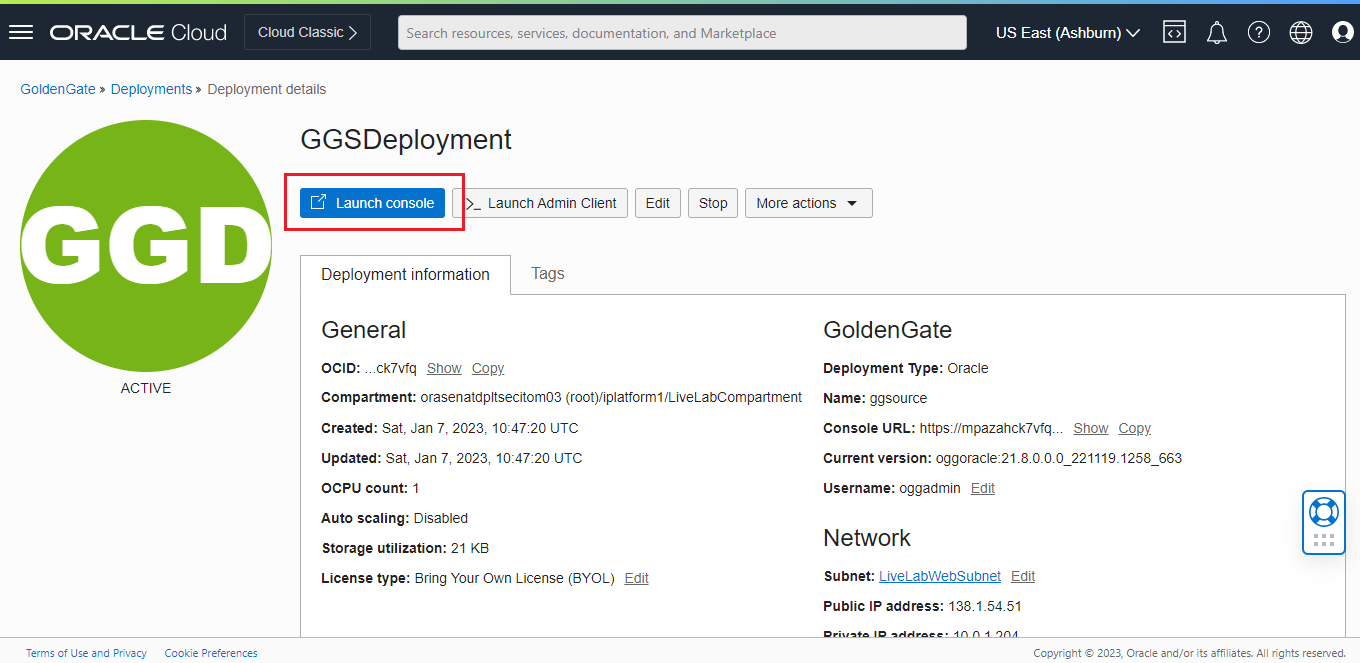 ORACLE Cloud
Cloud Classic
Search resources, services, documentation, and Marketplace
US East (Ashburn)
GoldenGate » Deployments » Deployment details
GGD
ACTIVE
GGSDeployment
Launch console
Launch Admin Client
Edit
Stop
More actions
Deployment information
Tags
General
OCID: ...ck7vfq Show Copy
Compartment: orasenatdpltsecitom03 (root)/iplatform1/LiveLabCompartment
Created: Sat, Jan 7, 2023, 10:47:20 UTC
Updated: Sat, Jan 7, 2023, 10:47:20 UTC
OCPU count: 1
Auto scaling: Disabled
Storage utilization: 21 KB
License type: Bring Your Own License (BYOL) Edit
GoldenGate
Deployment Type: Oracle
Name: ggsource
Console URL: https://mpazahck7vfq... Show Copy
Current version: oggoracle:21.8.0.0.0_221119.1258_663
Username: oggadmin Edit
Network
Subnet: LiveLabWebSubnet Edit
Public IP address: 138.1.54.51
Private IP address: 10.0.1.204
Terms of Use and Privacy
Cookie Preferences
Copyright © 2023, Oracle and/or its affiliates. All rights reserved.